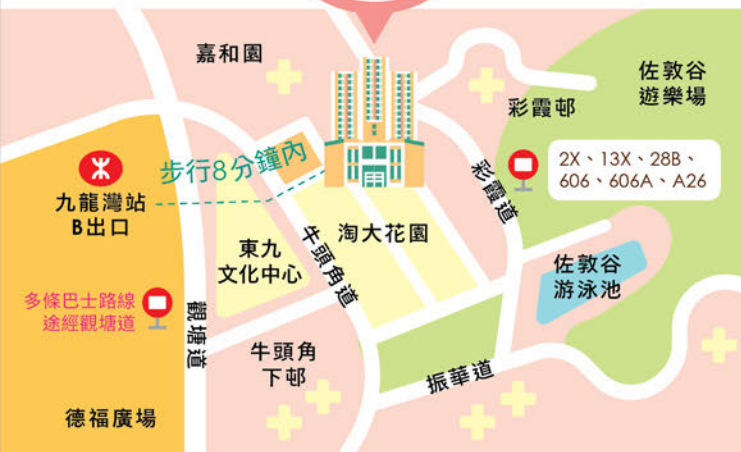 嘉和園
佐敦谷
遊樂場
彩霞邨
2X、13X、28B、
606、606A、A26
步行8分鐘內
九龍灣站
B出口
彩霞道
淘大花園
牛頭角道
東九
文化中心
佐敦谷
游泳池
多條巴士路線
途經觀塘道
觀塘道
牛頭角
下邨
振華道
德福廣場